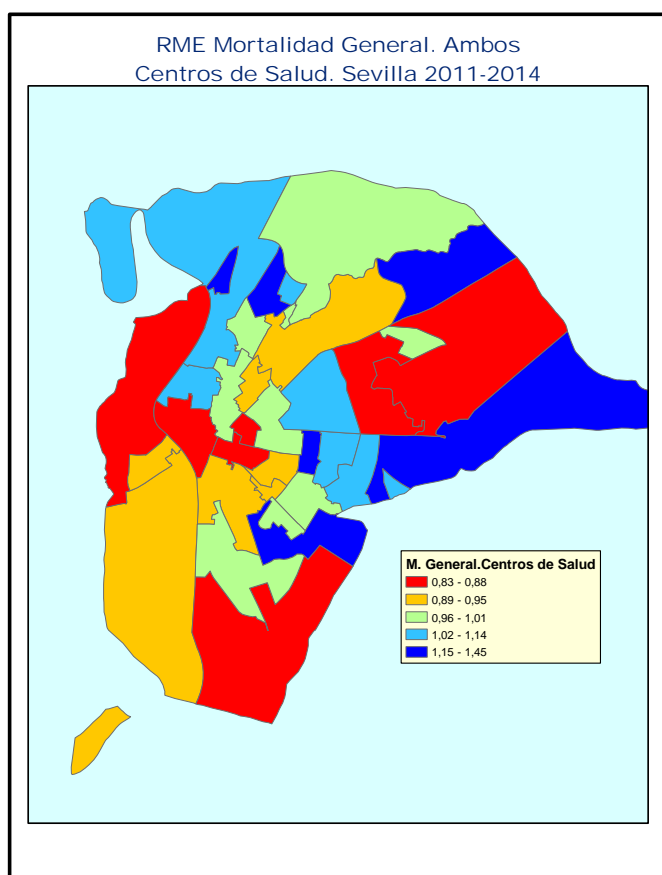 RME Mortalidad General. Ambos
Centros de Salud. Sevilla 2011-2014
M. General.Centros de Salud
0,83 - 0,88
0,89 - 0,95
0,96 - 1,01
1,02 - 1,14
1,15 - 1,45